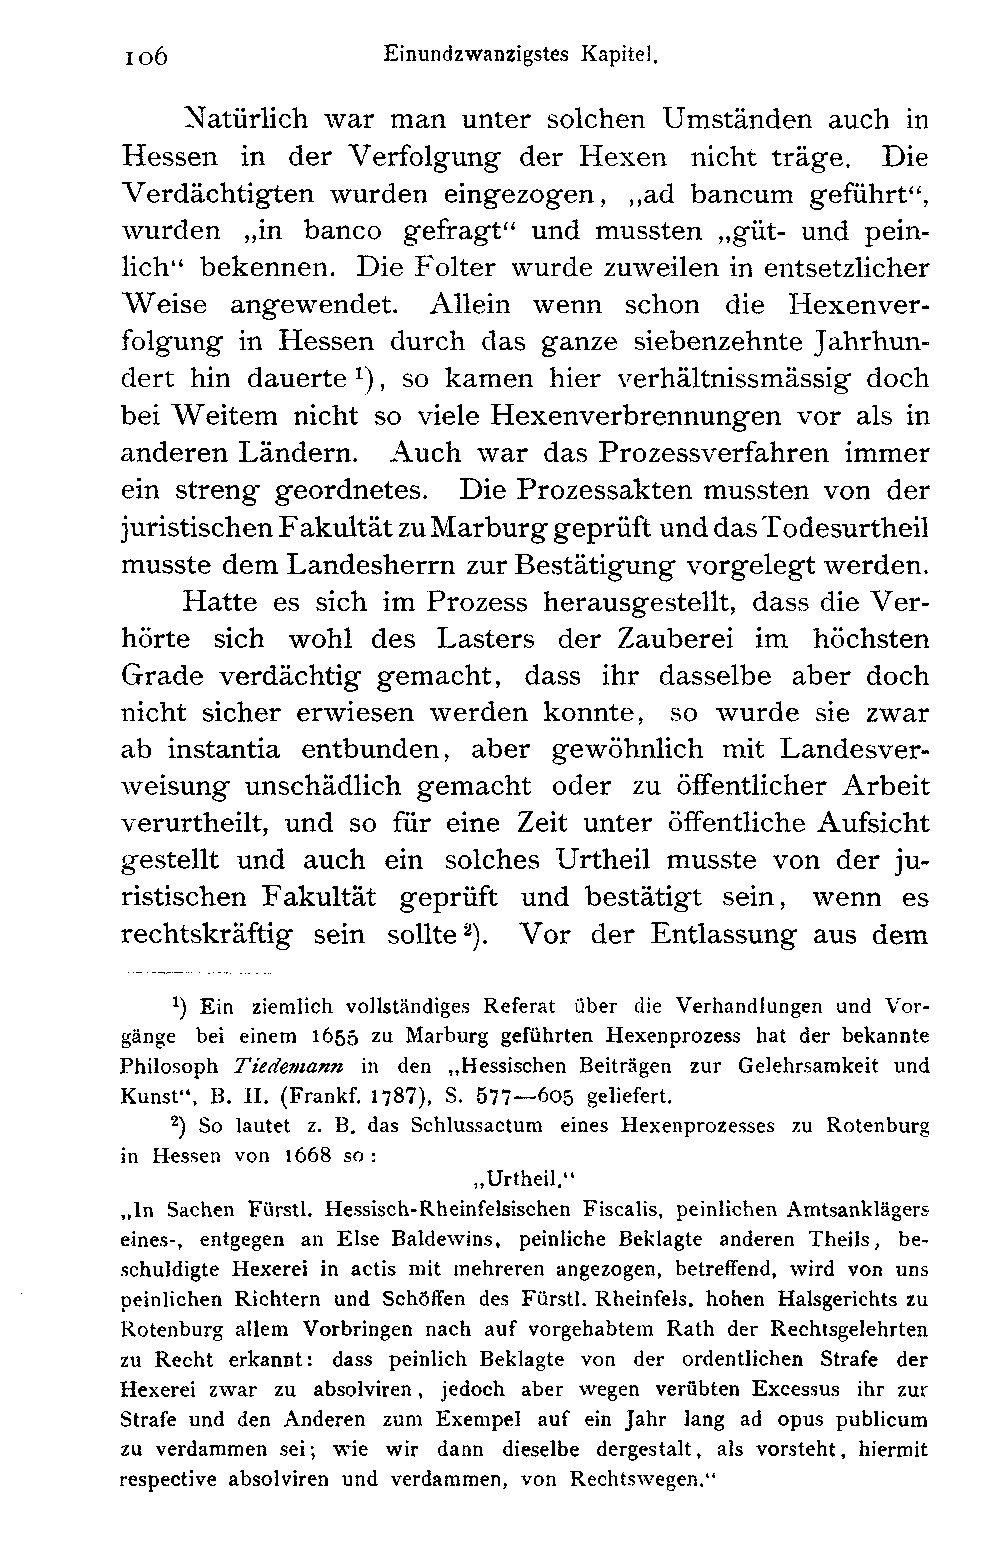 106 Einundzwanzigstes Kapitel.
Natürlich war man unter solchen Umständen auch in
Hessen in der Verfolgung der Hexen nicht träge. Die
Verdächtigten wurden eingezogen, „ad bancum geführt“,
wurden „in banco gefragt“ und mussten „güt- und pein-
lich“ bekennen. Die Folter wurde zuweilen in entsetzlicher
Weise angewendet. Allein wenn schon die Hexenver-
folgung in Hessen durch das ganze siebenzehnte Jahrhun-
dert hin dauerte ¹), so kamen hier verhältnissmässig doch
bei Weitem nicht so viele Hexenverbrennungen vor als in
anderen Ländern. Auch war das Prozessverfahren immer
ein streng geordnetes. Die Prozessakten mussten von der
juristischen Fakultät zu Marburg geprüft und das Todesurtheil
musste dem Landesherrn zur Bestätigung vorgelegt werden.
Hatte es sich im Prozess herausgestellt, dass die Ver-
hörte sich wohl des Lasters der Zauberei im höchsten
Grade verdächtig gemacht, dass ihr dasselbe aber doch
nicht sicher erwiesen werden konnte, so wurde sie zwar
ab instantia entbunden, aber gewöhnlich mit Landesver-
weisung unschädlich gemacht oder zu öffentlicher Arbeit
verurtheilt, und so für eine Zeit unter öffentliche Aufsicht
gestellt und auch ein solches Urtheil musste von der ju-
ristischen Fakultät geprüft und bestätigt sein, wenn es
rechtskräftig sein sollte ²). Vor der Entlassung aus dem
¹) Ein ziemlich vollständiges Referat über die Verhandlungen und Vor-
gänge bei einem 1655 zu Marburg geführten Hexenprozess hat der bekannte
Philosoph Tiedemann in den „Hessischen Beiträgen zur Gelehrsamkeit und
Kunst“, B. II. (Frankf. 1787), S. 577—605 geliefert.
²) So lautet z. B. das Schlussactum eines Hexenprozesses zu Rotenburg
in Hessen von 1668 so:
„Urtheil.“
„In Sachen Fürstl. Hessisch-Rheinfelsischen Fiscalis, peinlichen Amtsanklägers
eines-, entgegen an Else Baldewins, peinliche Beklagte anderen Theils, be-
schuldigte Hexerei in actis mit mehreren angezogen, betreffend, wird von uns
peinlichen Richtern und Schöffen des Fürstl. Rheinfels. hohen Halsgerichts zu
Rotenburg allem Vorbringen nach auf vorgehabtem Rath der Rechtsgelehrten
zu Recht erkannt: dass peinlich Beklagte von der ordentlichen Strafe der
Hexerei zwar zu absolviren, jedoch aber wegen verübten Excessus ihr zur
Strafe und den Anderen zum Exempel auf ein Jahr lang ad opus publicum
zu verdammen sei; wie wir dann dieselbe dergestalt, als vorsteht, hiermit
respective absolviren und verdammen, von Rechtswegen.“